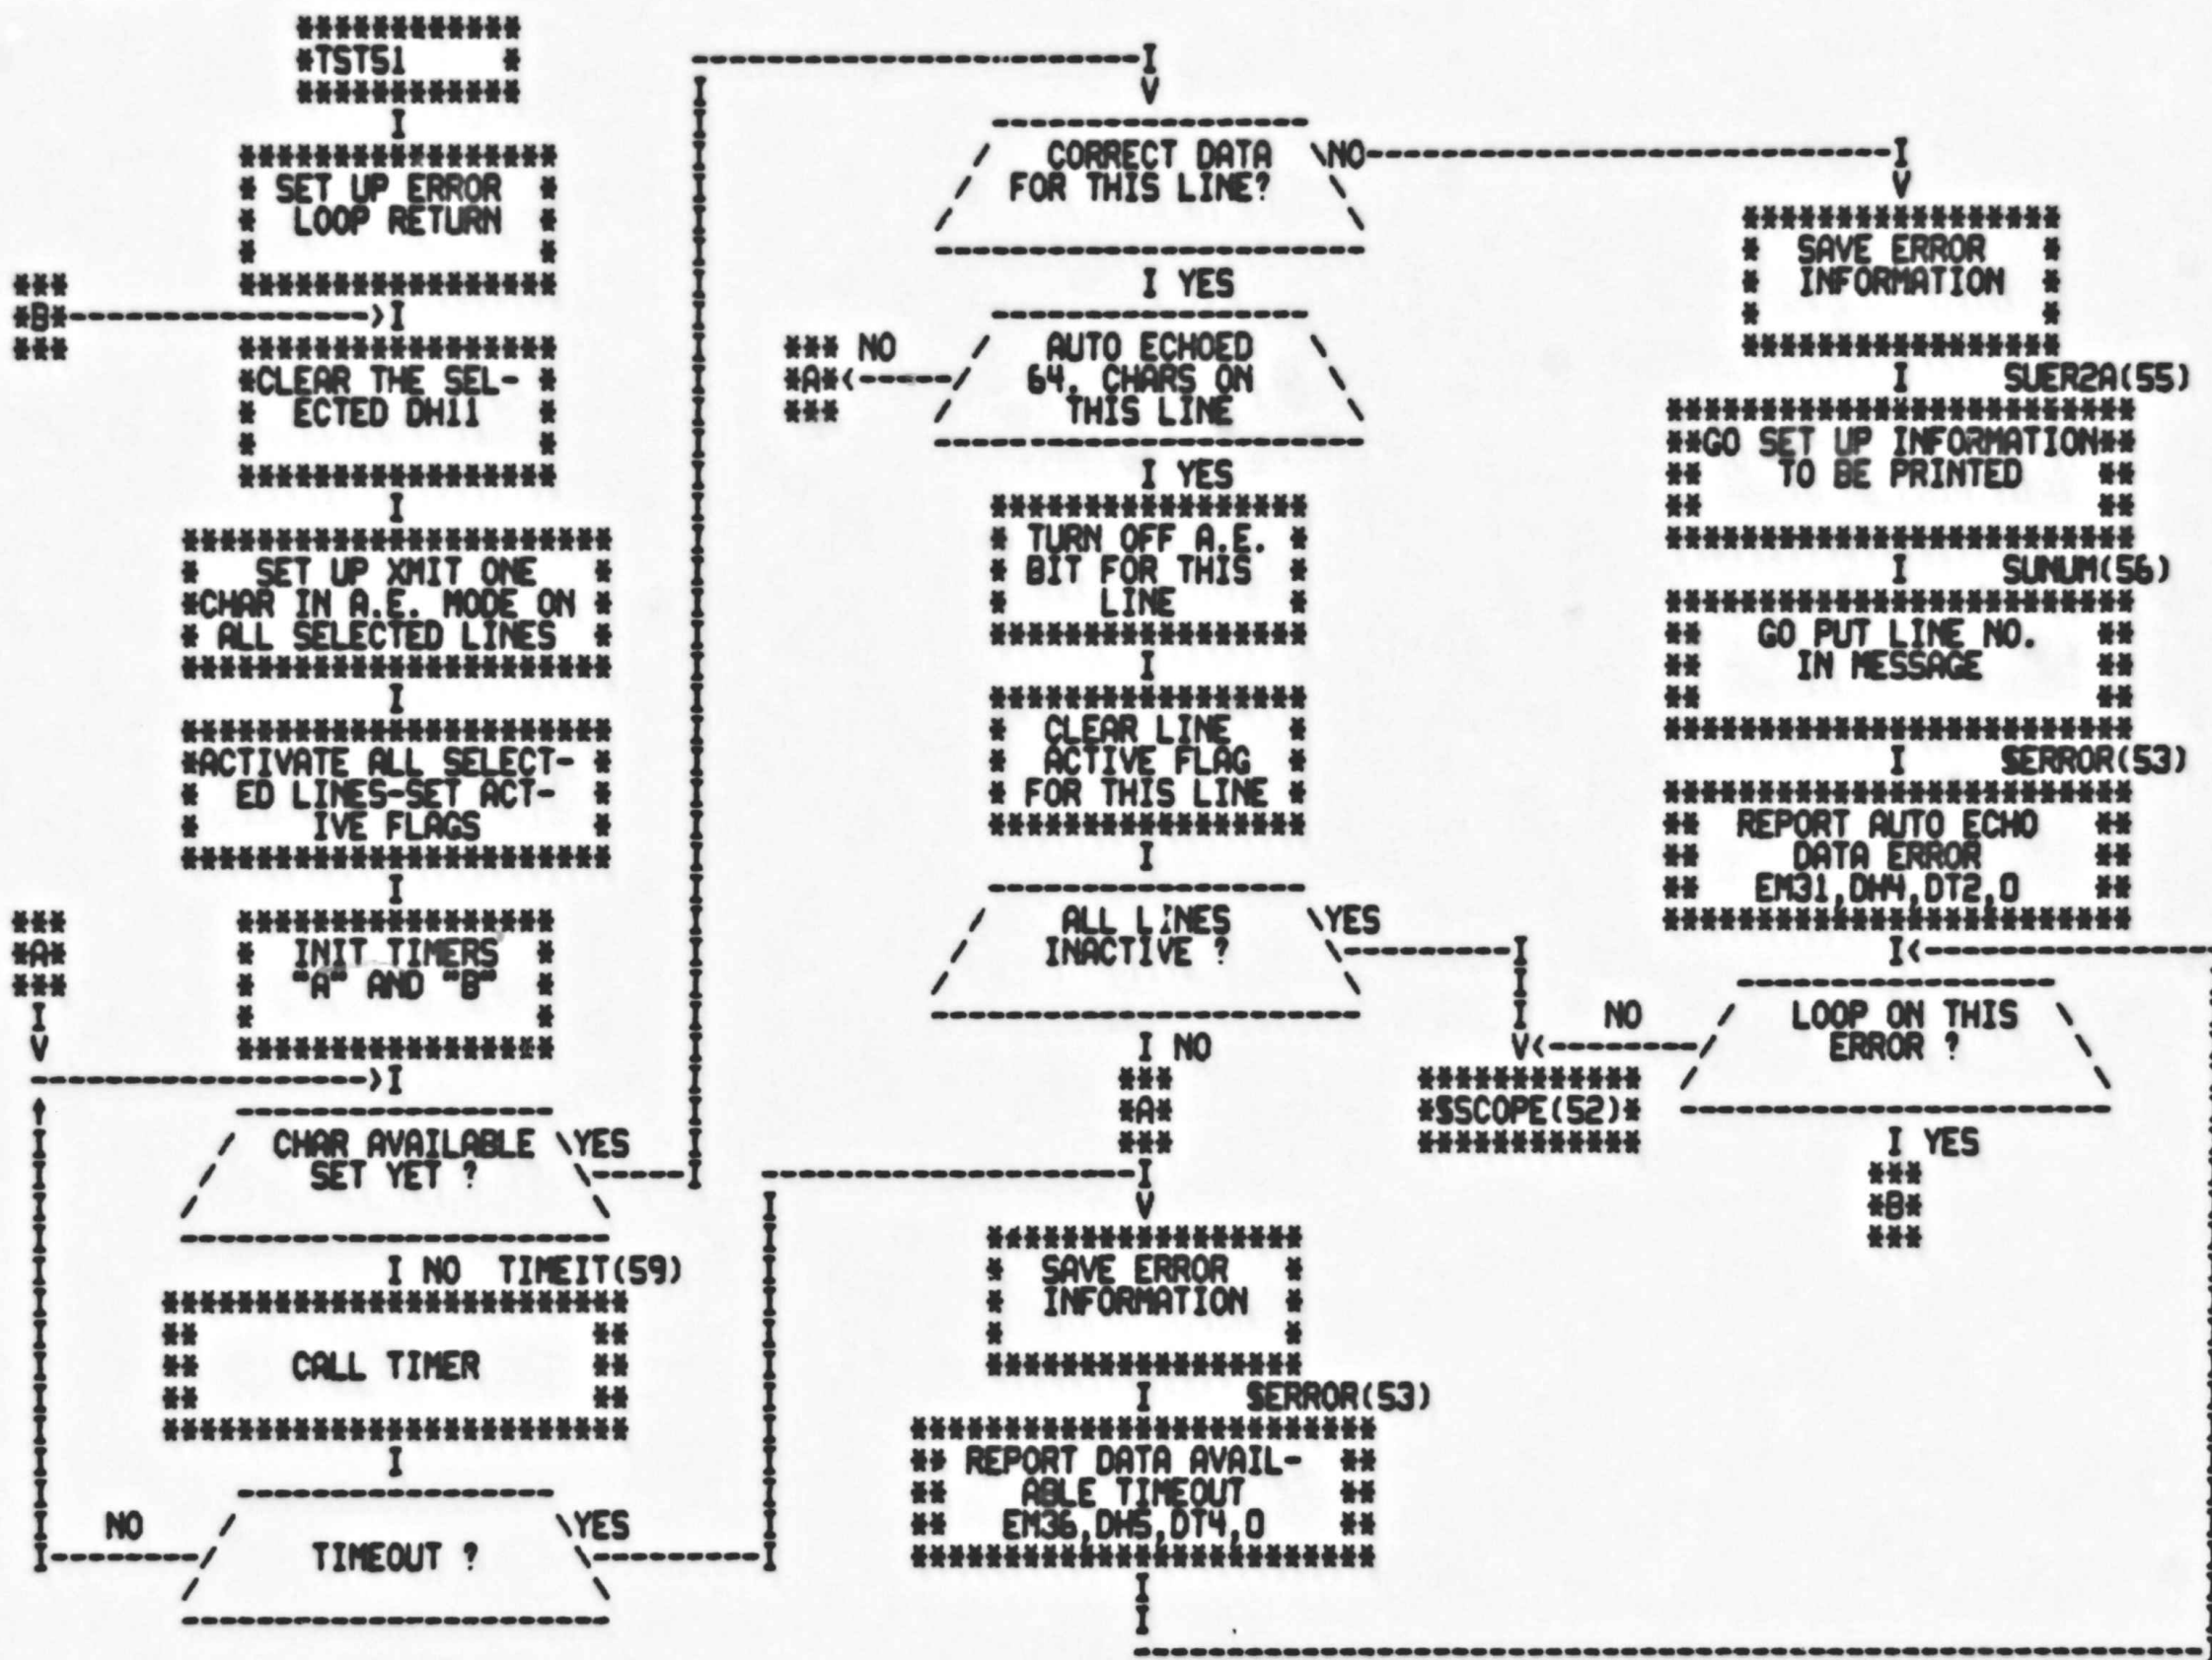 TST51
SET UP ERROR
LOOP RETURN
B
CLEAR THE SEL-
ECTED DH11
SET UP XMIT ONE
CHAR IN A.E. MODE ON
ALL SELECTED LINES
ACTIVATE ALL SELECT-
ED LINES-SET ACT-
IVE FLAGS
A
INIT TIMERS
"A" AND "B"
CHAR AVAILABLE
SET YET ?
YES
NO
TIMEIT(59)
CALL TIMER
TIMEOUT ?
NO
YES
CORRECT DATA
FOR THIS LINE?
NO
YES
AUTO ECHOED
64. CHARS ON
THIS LINE
NO
A
YES
TURN OFF A.E.
BIT FOR THIS
LINE
CLEAR LINE
ACTIVE FLAG
FOR THIS LINE
ALL LINES
INACTIVE ?
YES
NO
A
SAVE ERROR
INFORMATION
$ERROR(53)
REPORT DATA AVAIL-
ABLE TIMEOUT
EM36,DH5,DT4,0
SAVE ERROR
INFORMATION
SUER2A(55)
GO SET UP INFORMATION
TO BE PRINTED
SUNUM(56)
GO PUT LINE NO.
IN MESSAGE
$ERROR(53)
REPORT AUTO ECHO
DATA ERROR
EM31,DH4,DT2,0
LOOP ON THIS
ERROR ?
NO
$SCOPE(52)
YES
B